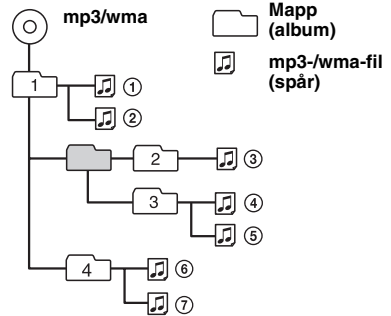 mp3/wma
Mapp
(album)
mp3-/wma-fil
(spår)
1
①
②
2
③
3
④
⑤
4
⑥
⑦